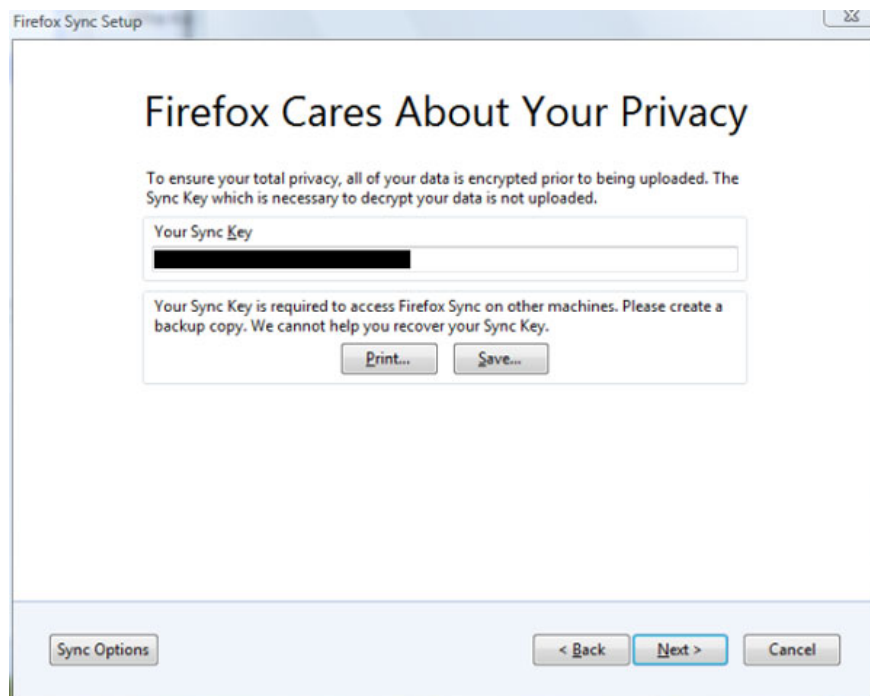 Firefox Sync Setup
Firefox Cares About Your Privacy
To ensure your total privacy, all of your data is encrypted prior to being uploaded. The
Sync Key which is necessary to decrypt your data is not uploaded.
Your Sync Key
Your Sync Key is required to access Firefox Sync on other machines. Please create a
backup copy. We cannot help you recover your Sync Key.
Print... Save...
Sync Options < Back Next > Cancel